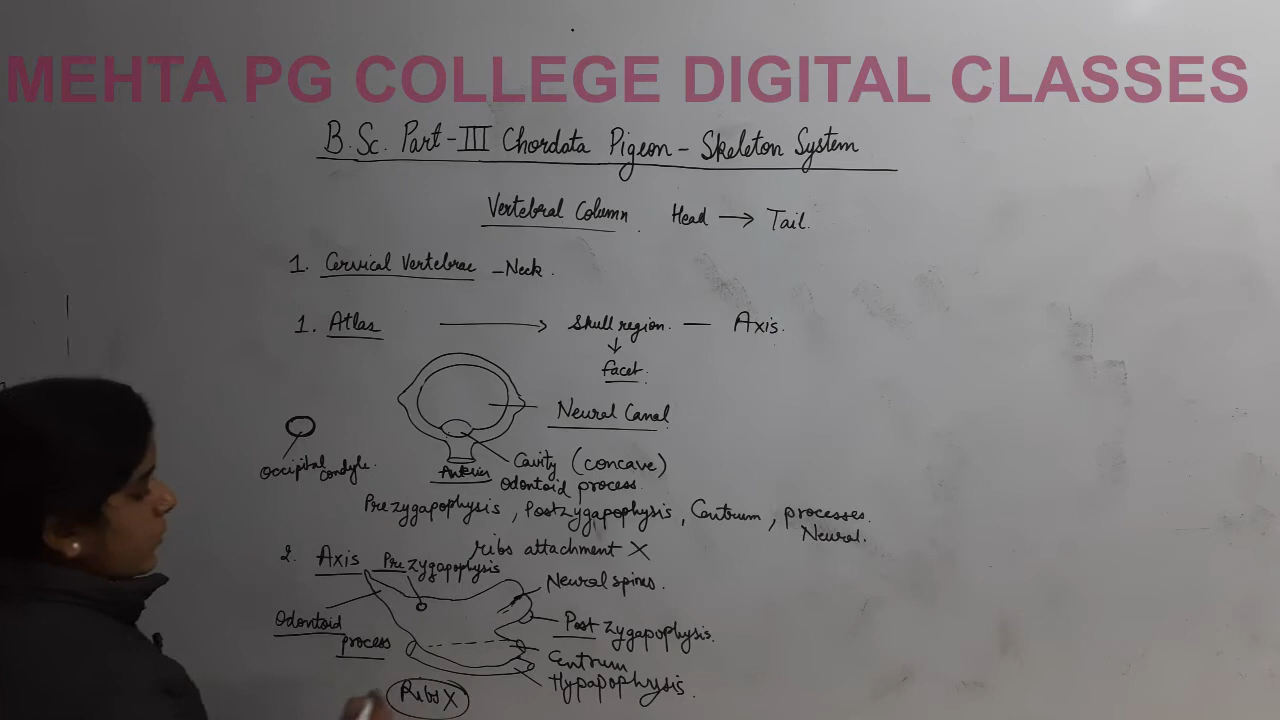 MEHTA PG COLLEGE DIGITAL CLASSES
B.Sc. Part-III Chordata Pigeon - Skeleton System
Vertebral Column Head → Tail.
1. Cervical Vertebrae - Neck.
1. Atlas → Skull region. — Axis.
↓
facet.
Neural Canal
Occipital condyle.
Cavity (concave)
Anterior
Odontoid process.
Prezygapophysis, Postzygapophysis, Centrum, processes.
Neural.
ribs attachment X
2. Axis
Pre Zygapophysis
Neural spines.
Odontoid process
Post Zygapophysis.
Centrum
Hypapophysis.
Ribs X